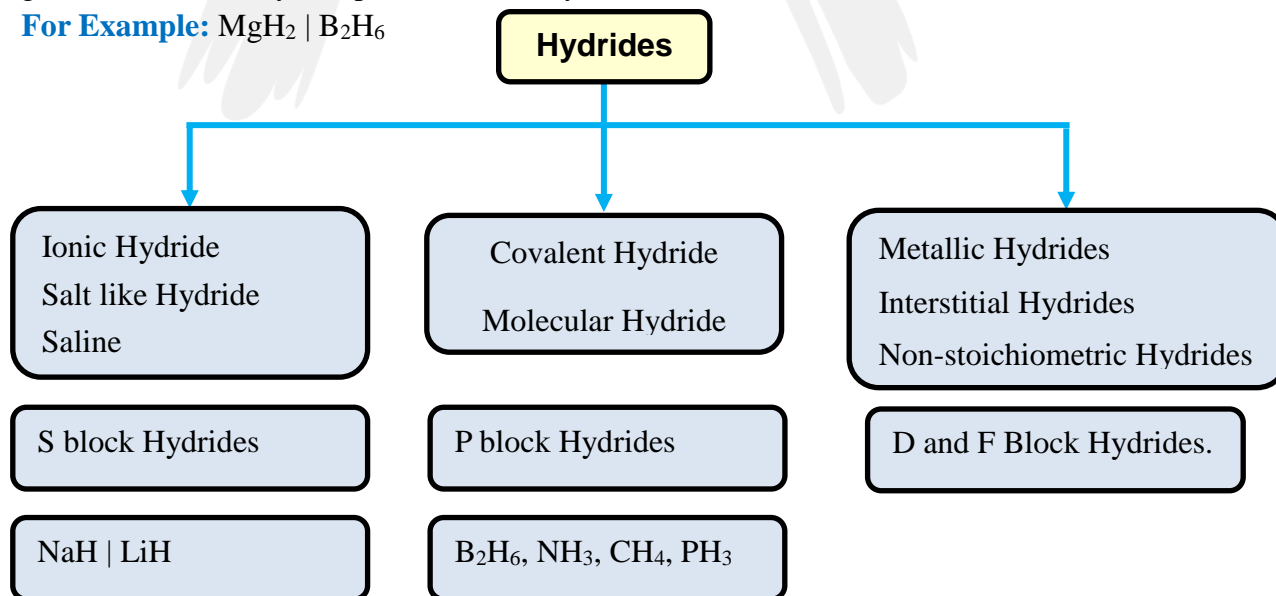 For Example: MgH₂ | B₂H₆
Hydrides
Ionic Hydride
Salt like Hydride
Saline
Covalent Hydride
Molecular Hydride
Metallic Hydrides
Interstitial Hydrides
Non-stoichiometric Hydrides
S block Hydrides
P block Hydrides
D and F Block Hydrides.
NaH | LiH
B₂H₆, NH₃, CH₄, PH₃